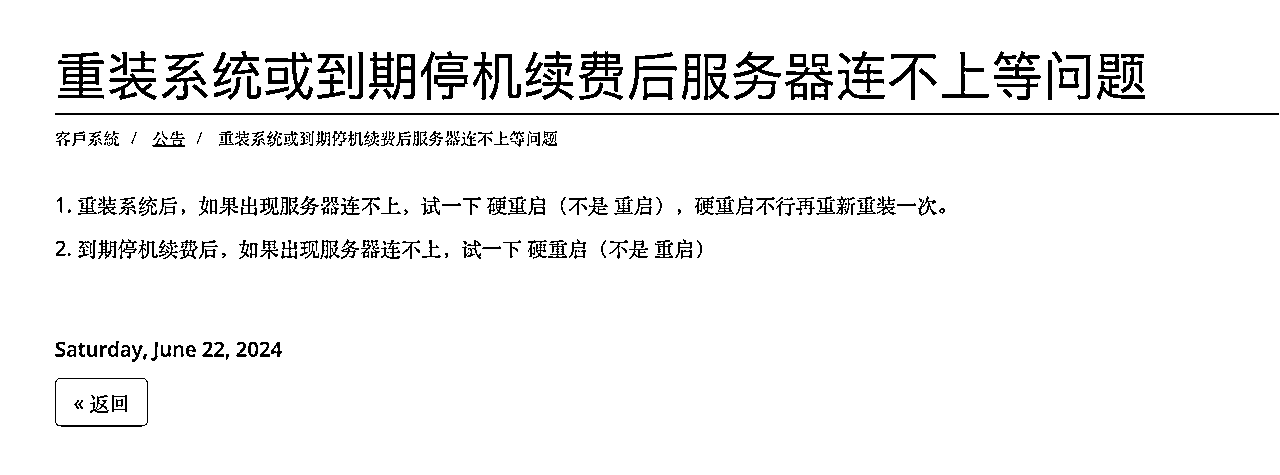 重装系统或到期停机续费后服务器连不上等问题
客戶系統 / 公告 / 重装系统或到期停机续费后服务器连不上等问题
1. 重装系统后，如果出现服务器连不上，试一下 硬重启（不是 重启），硬重启不行再重新重装一次。
2. 到期停机续费后，如果出现服务器连不上，试一下 硬重启（不是 重启）
Saturday, June 22, 2024
« 返回